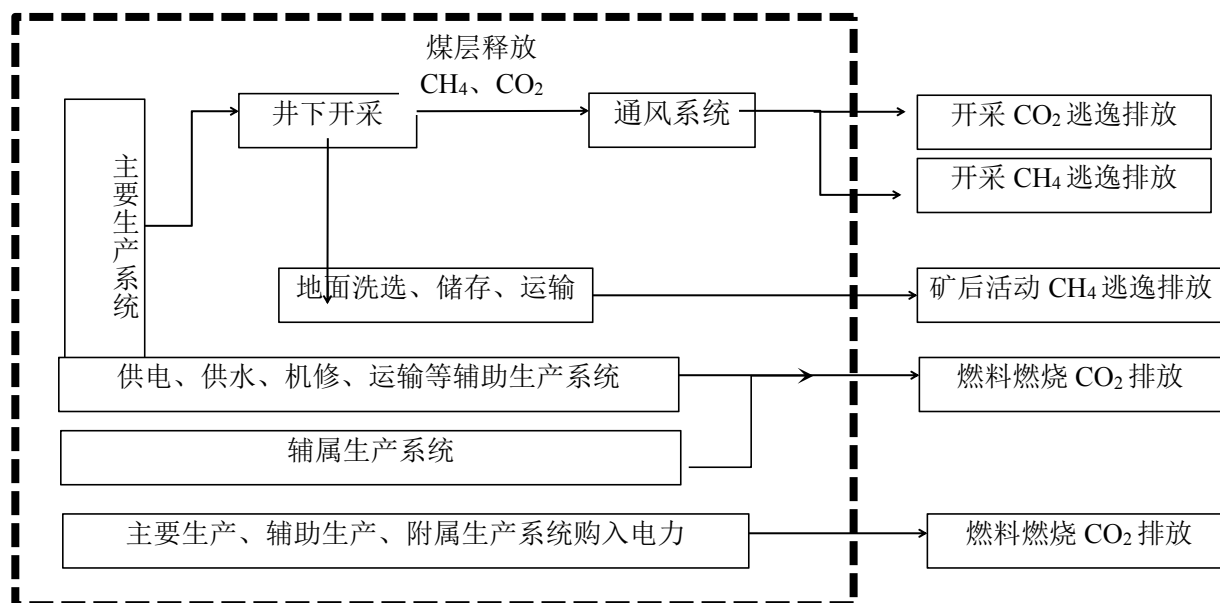 煤层释放
CH₄、CO₂
井下开采
通风系统
开采 CO₂ 逃逸排放
主要生产系统
开采 CH₄ 逃逸排放
地面洗选、储存、运输
矿后活动 CH₄ 逃逸排放
供电、供水、机修、运输等辅助生产系统
燃料燃烧 CO₂ 排放
辅属生产系统
主要生产、辅助生产、附属生产系统购入电力
燃料燃烧 CO₂ 排放